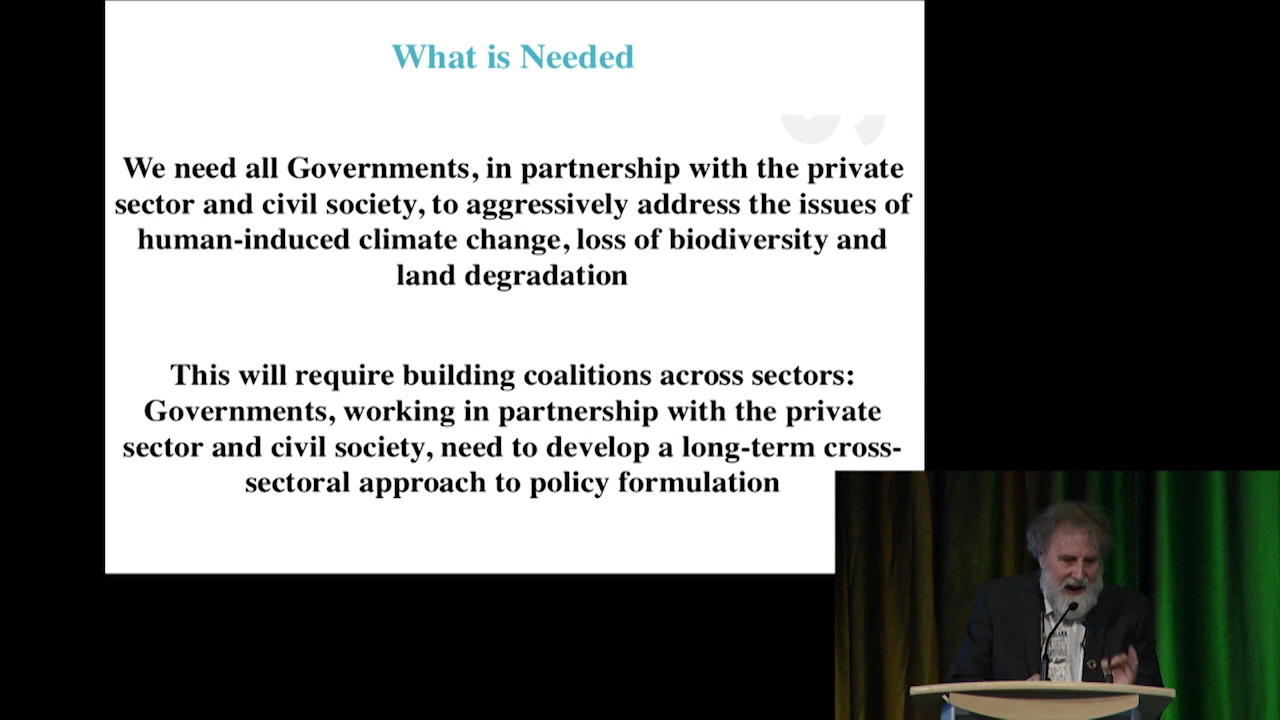 What is Needed
We need all Governments, in partnership with the private
sector and civil society, to aggressively address the issues of
human-induced climate change, loss of biodiversity and
land degradation
This will require building coalitions across sectors:
Governments, working in partnership with the private
sector and civil society, need to develop a long-term cross-
sectoral approach to policy formulation